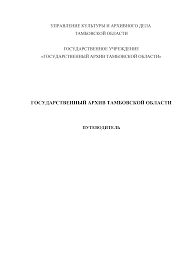 УПРАВЛЕНИЕ КУЛЬТУРЫ И АРХИВНОГО ДЕЛА
ТАМБОВСКОЙ ОБЛАСТИ
ГОСУДАРСТВЕННОЕ УЧРЕЖДЕНИЕ
«ГОСУДАРСТВЕННЫЙ АРХИВ ТАМБОВСКОЙ ОБЛАСТИ»
ГОСУДАРСТВЕННЫЙ АРХИВ ТАМБОВСКОЙ ОБЛАСТИ
ПУТЕВОДИТЕЛЬ